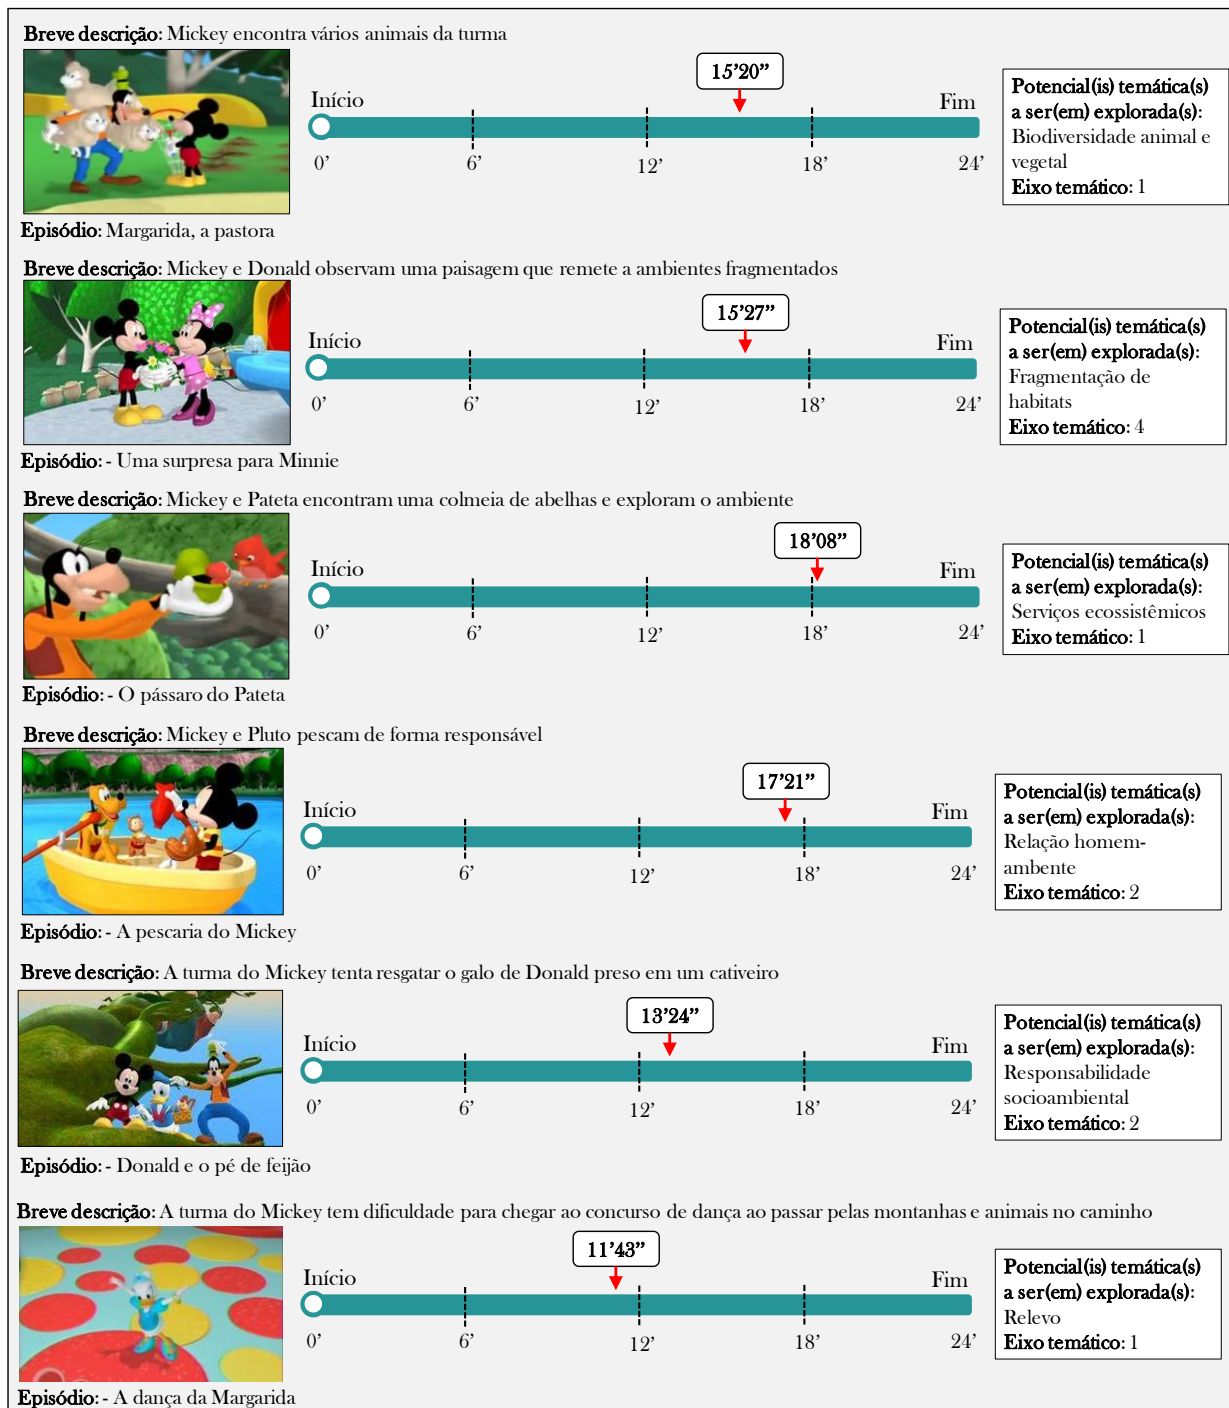 Breve descrição: Mickey encontra vários animais da turma
15’20”
Início
Fim
0’
6’
12’
18’
24’
Potencial(is) temática(s)
a ser(em) explorada(s):
Biodiversidade animal e
vegetal
Eixo temático: 1
Episódio: Margarida, a pastora
Breve descrição: Mickey e Donald observam uma paisagem que remete a ambientes fragmentados
15’27”
Início
Fim
0’
6’
12’
18’
24’
Potencial(is) temática(s)
a ser(em) explorada(s):
Fragmentação de
habitats
Eixo temático: 4
Episódio: - Uma surpresa para Minnie
Breve descrição: Mickey e Pateta encontram uma colmeia de abelhas e exploram o ambiente
18’08”
Início
Fim
0’
6’
12’
18’
24’
Potencial(is) temática(s)
a ser(em) explorada(s):
Serviços ecossistêmicos
Eixo temático: 1
Episódio: - O pássaro do Pateta
Breve descrição: Mickey e Pluto pescam de forma responsável
17’21”
Início
Fim
0’
6’
12’
18’
24’
Potencial(is) temática(s)
a ser(em) explorada(s):
Relação homem-
ambente
Eixo temático: 2
Episódio: - A pescaria do Mickey
Breve descrição: A turma do Mickey tenta resgatar o galo de Donald preso em um cativeiro
13’24”
Início
Fim
0’
6’
12’
18’
24’
Potencial(is) temática(s)
a ser(em) explorada(s):
Responsabilidade
socioambiental
Eixo temático: 2
Episódio: - Donald e o pé de feijão
Breve descrição: A turma do Mickey tem dificuldade para chegar ao concurso de dança ao passar pelas montanhas e animais no caminho
11’43”
Início
Fim
0’
6’
12’
18’
24’
Potencial(is) temática(s)
a ser(em) explorada(s):
Relevo
Eixo temático: 1
Episódio: - A dança da Margarida